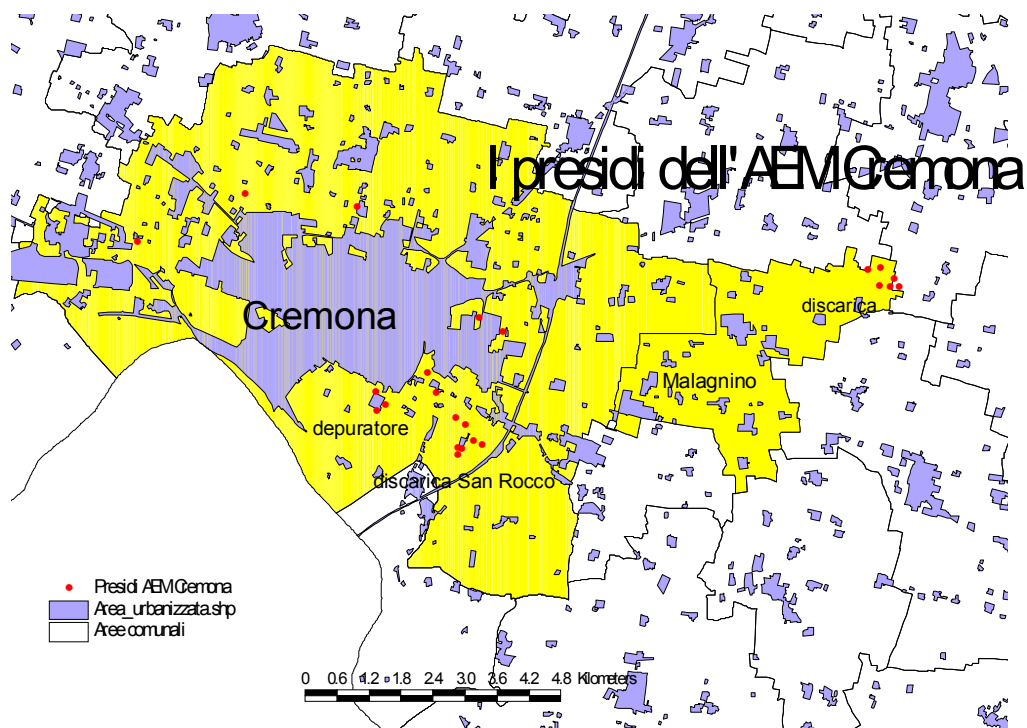 I presidi dell'AEM Cremona
Cremona
discarica
Malagnino
depuratore
discarica San Rocco
Presidi AEM Cremona
Area_urbanizzata.shp
Aree comunali
0 0.6 1.2 1.8 2.4 3.0 3.6 4.2 4.8 Kilometers